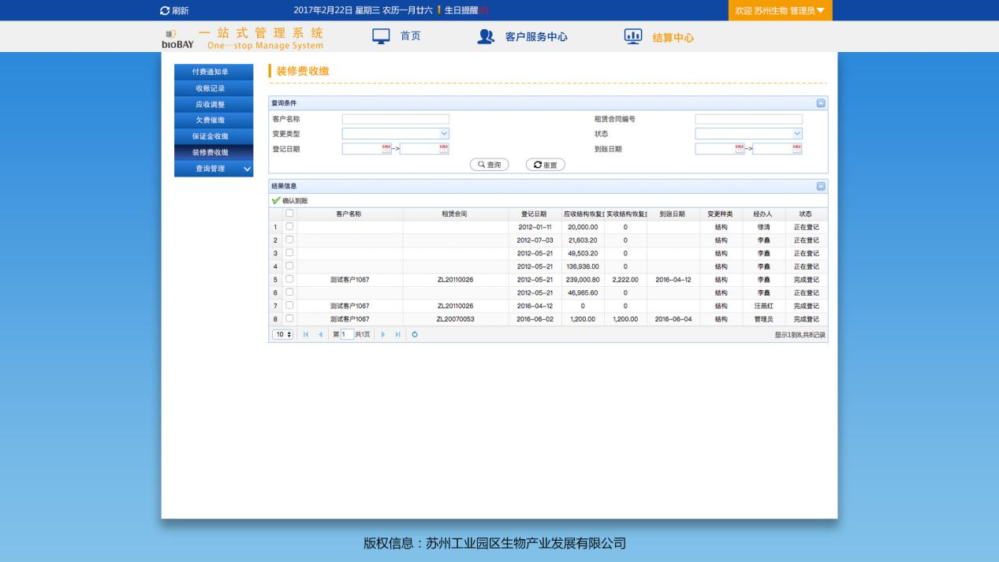 刷新 2017年2月22日 星期三 农历一月廿六 生日提醒[0] 欢迎 苏州生物 管理员
bioBAY 一站式管理系统 首页 客户服务中心 结算中心
One-stop Manage System
付费通知单
收账记录
应收调整
欠费催缴
保证金收缴
装修费收缴
查询管理
装修费收缴
查询条件
客户名称 租赁合同编号
变更类型 状态
登记日期 -> 到账日期 ->
查询 重置
结果信息
确认到账
客户名称 租赁合同 登记日期 应收结构恢复 实收结构恢复 到账日期 变更种类 经办人 状态
1 2012-01-11 20,000.00 0 结构 徐清 正在登记
2 2012-07-03 21,603.20 0 结构 李鑫 正在登记
3 2012-05-21 49,503.20 0 结构 李鑫 正在登记
4 2012-05-21 136,938.00 0 结构 李鑫 正在登记
5 测试客户1067 ZL20110026 2012-05-21 239,000.80 2,222.00 2016-04-12 结构 李鑫 完成登记
6 2012-05-21 46,965.60 0 结构 李鑫 正在登记
7 测试客户1067 ZL20110026 2016-04-12 0 0 结构 汪燕红 完成登记
8 测试客户1067 ZL20070053 2016-06-02 1,200.00 1,200.00 2016-06-04 结构 管理员 完成登记
10 第 1 共1页 显示1到8,共8记录
版权信息：苏州工业园区生物产业发展有限公司